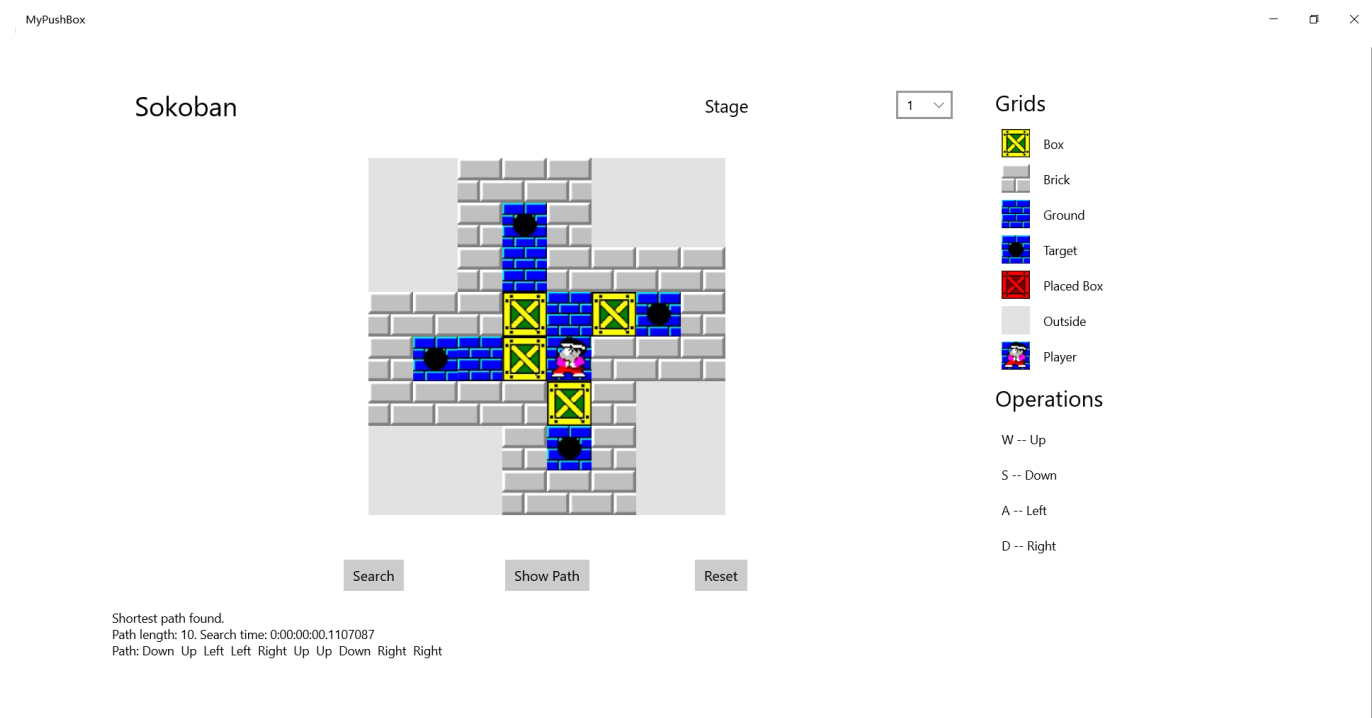 MyPushBox
Sokoban
Stage
1
Grids
Box
Brick
Ground
Target
Placed Box
Outside
Player
Operations
W -- Up
S -- Down
A -- Left
D -- Right
Search
Show Path
Reset
Shortest path found.
Path length: 10. Search time: 0:00:00:00.1107087
Path: Down  Up  Left  Left  Right  Up  Up  Down  Right  Right